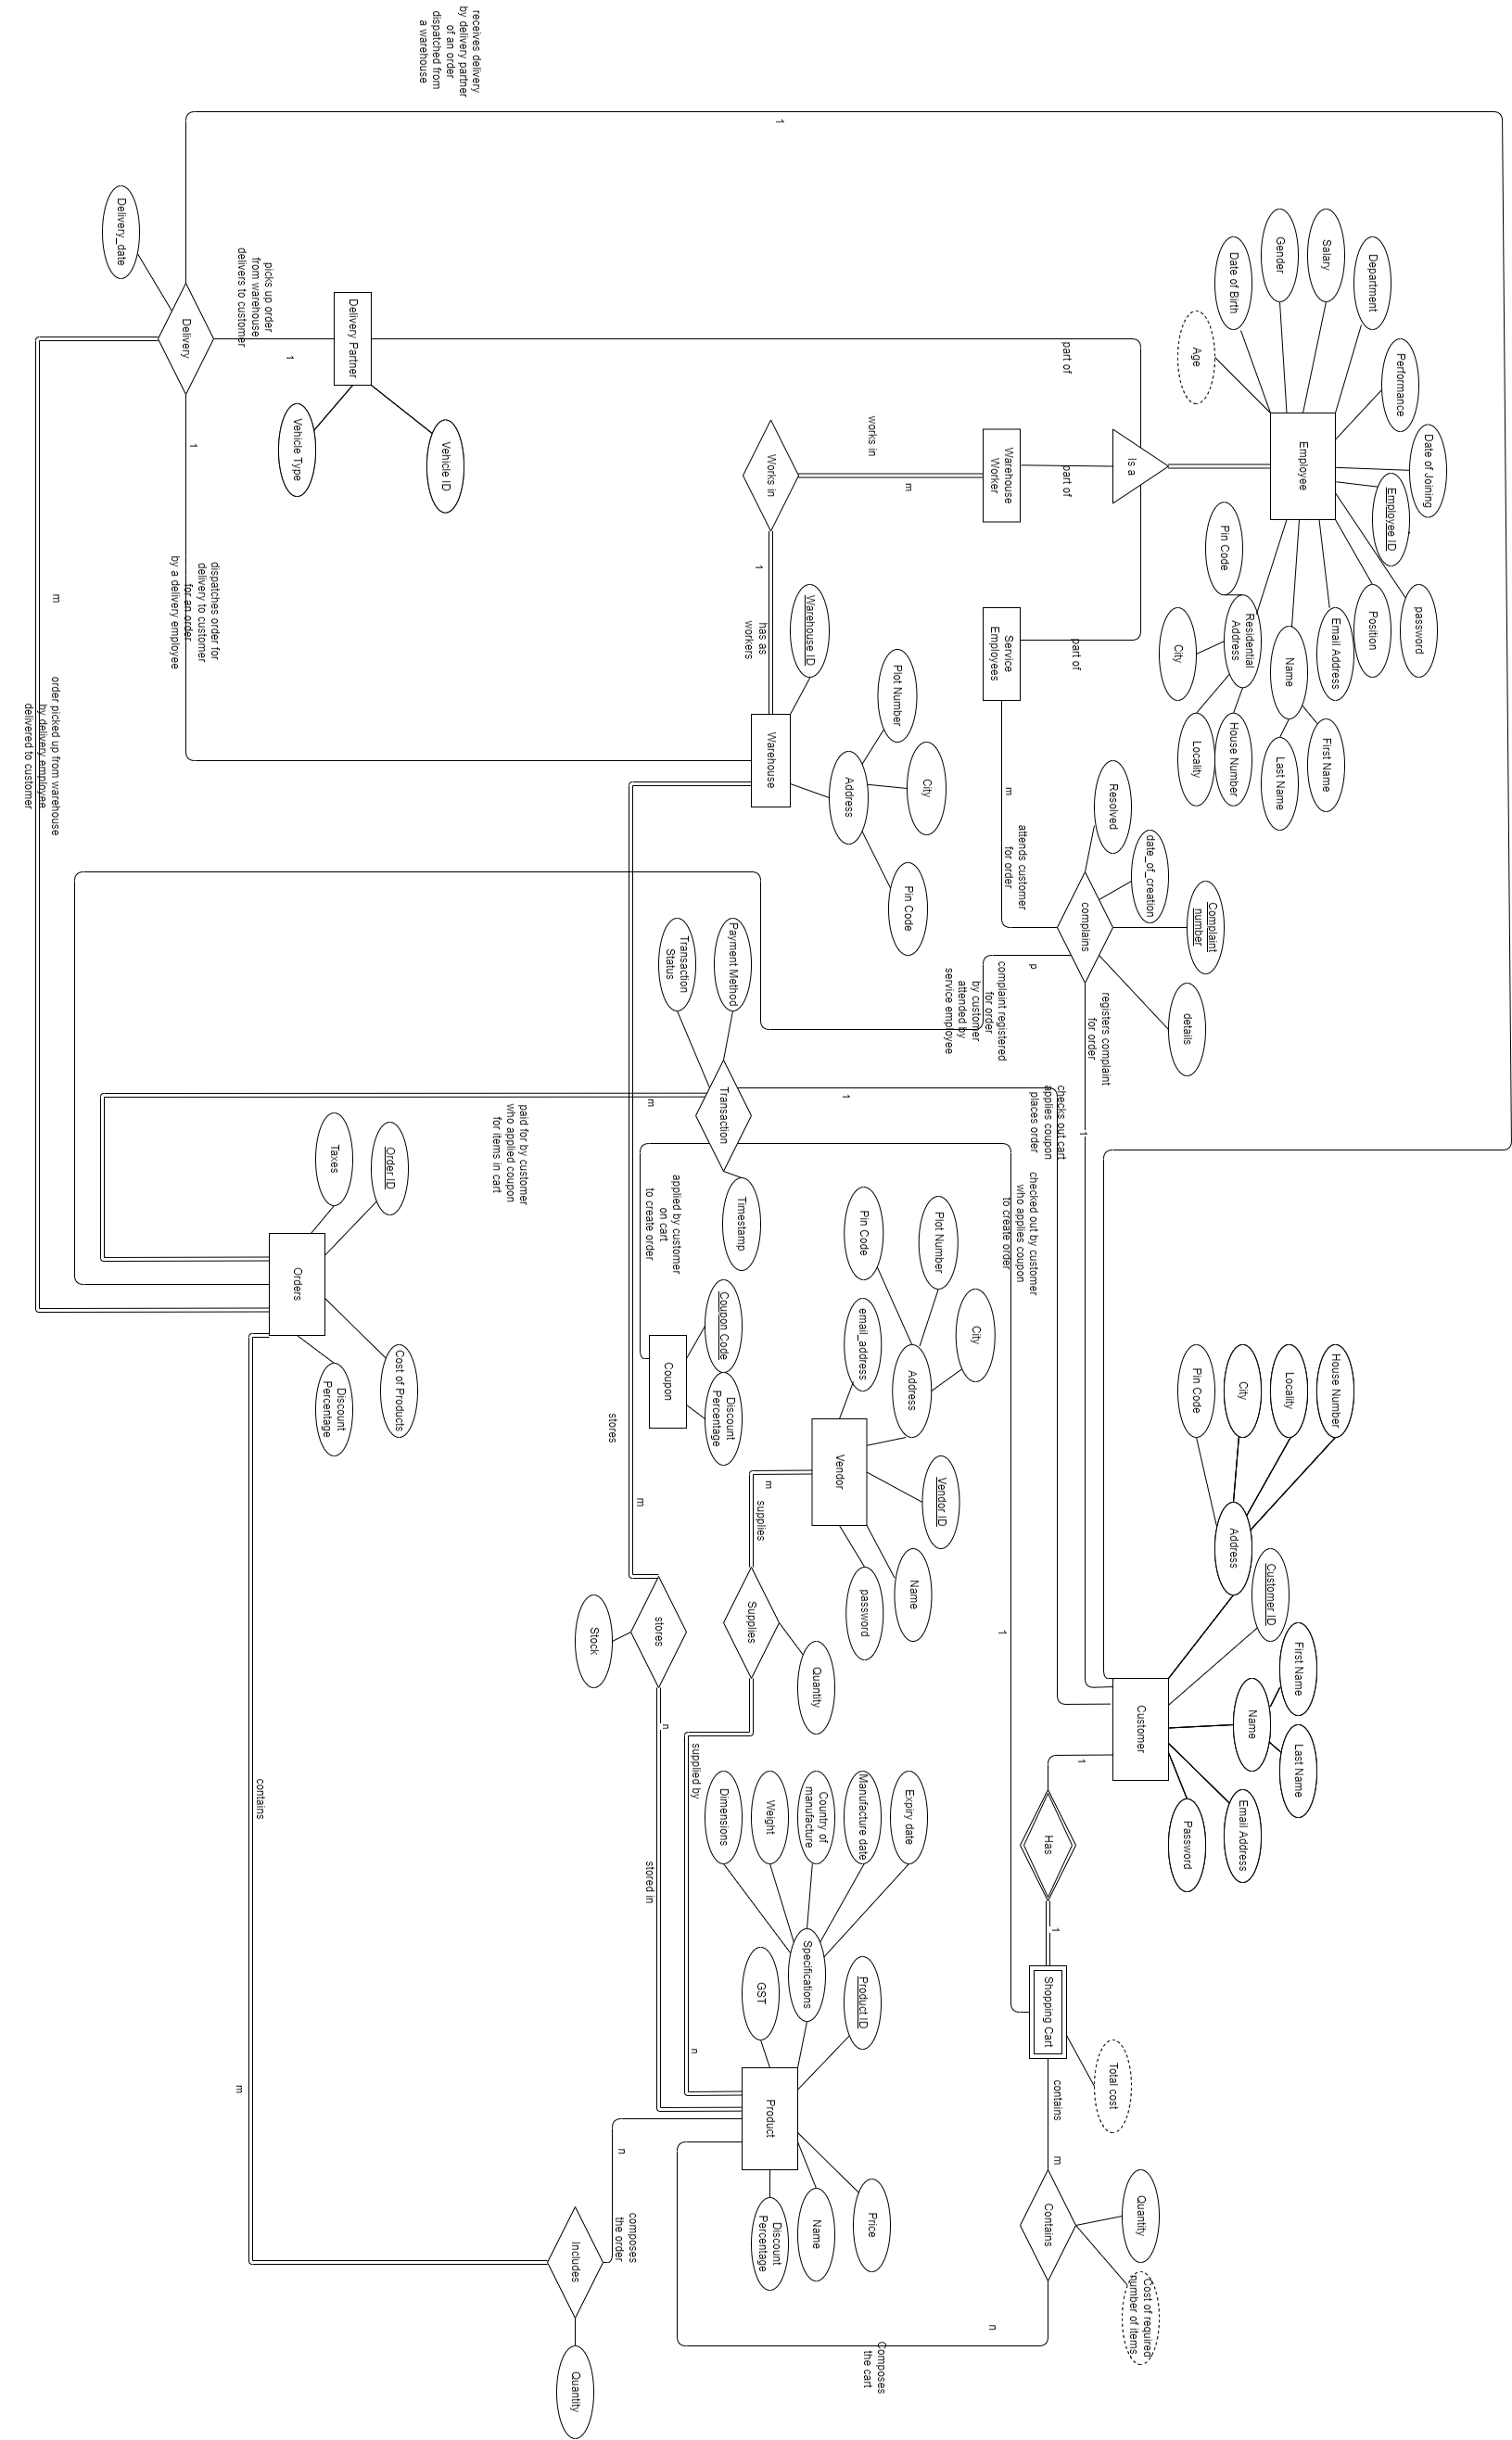 Date of Joining
password
Performance
Employee ID
Department
Position
Salary
Email Address
First Name
Gender
Employee
Name
Last Name
Date of Birth
Residential
Address
House Number
Age
Pin Code
City
Locality
Is a
part of
part of
part of
Warehouse
Worker
Service
Employees
works in
m
Works in
1
has as
workers
Warehouse ID
Plot Number
City
Address
Pin Code
Warehouse
Delivery Partner
Vehicle ID
Vehicle Type
picks up order
from warehouse
delivers to customer
1
Delivery
Delivery_date
1
dispatches order for
delivery to customer
for an order
by a delivery employee
receives delivery
by delivery partner
of an order
dispatched from
a warehouse
1
m
order picked up from warehouse
by delivery employee
delivered to customer
Complaint
number
date_of_creation
Resolved
details
complains
m
attends customer
for order
p
complaint registered
for order
by customer
attended by
service employee
registers complaint
for order
1
House Number
Locality
City
Pin Code
Address
Customer ID
First Name
Last Name
Name
Email Address
Password
Customer
1
Has
1
Shopping Cart
Total cost
contains
m
Contains
Quantity
Cost of required
number of items
n
Composes
the cart
checks out cart
applies coupon
places order
1
checked out by customer
who applies coupon
to create order
1
Payment Method
Transaction
Status
Transaction
Timestamp
m
paid for by customer
who applied coupon
for items in cart
applied by customer
on cart
to create order
Coupon Code
Coupon
Discount
Percentage
City
Plot Number
Pin Code
Address
email_address
Vendor ID
Vendor
Name
password
m
supplies
Supplies
Quantity
supplied by
n
stores
m
stores
Stock
n
stored in
Expiry date
Manufacture date
Country of
manufacture
Weight
Dimensions
Specifications
Product ID
GST
Product
Price
Name
Discount
Percentage
n
composes
the order
Includes
Quantity
Order ID
Taxes
Orders
Cost of Products
Discount
Percentage
contains
m